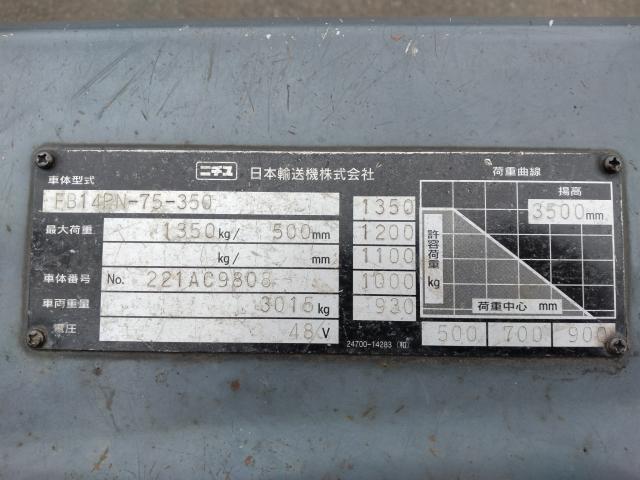 ニチユ 日本輸送機株式会社
車体型式
FB14PN-75-350
最大荷重 1350kg/ 500mm
kg/ mm
車体番号 No. 221AC9808
車両重量 3015kg
電圧 48V
1350
1200
1100
1000
930
24700-14283 (和)
荷重曲線
揚高
3500mm
許容荷重 kg
荷重中心 mm
500 700 900